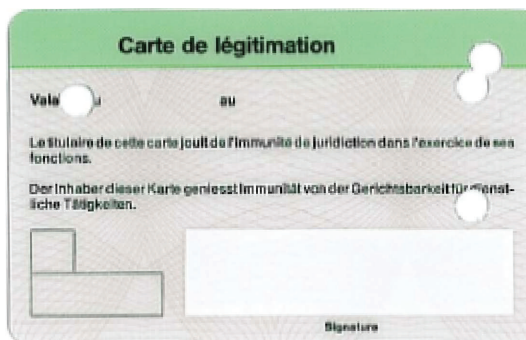 Carte de légitimation
au
Le titulaire de cette carte jouit de l'immunité de juridiction dans l'exercice de ses
fonctions.
Der Inhaber dieser Karte geniesst Immunität von der Gerichtsbarkeit für
liche Tätigkeiten.
Signature